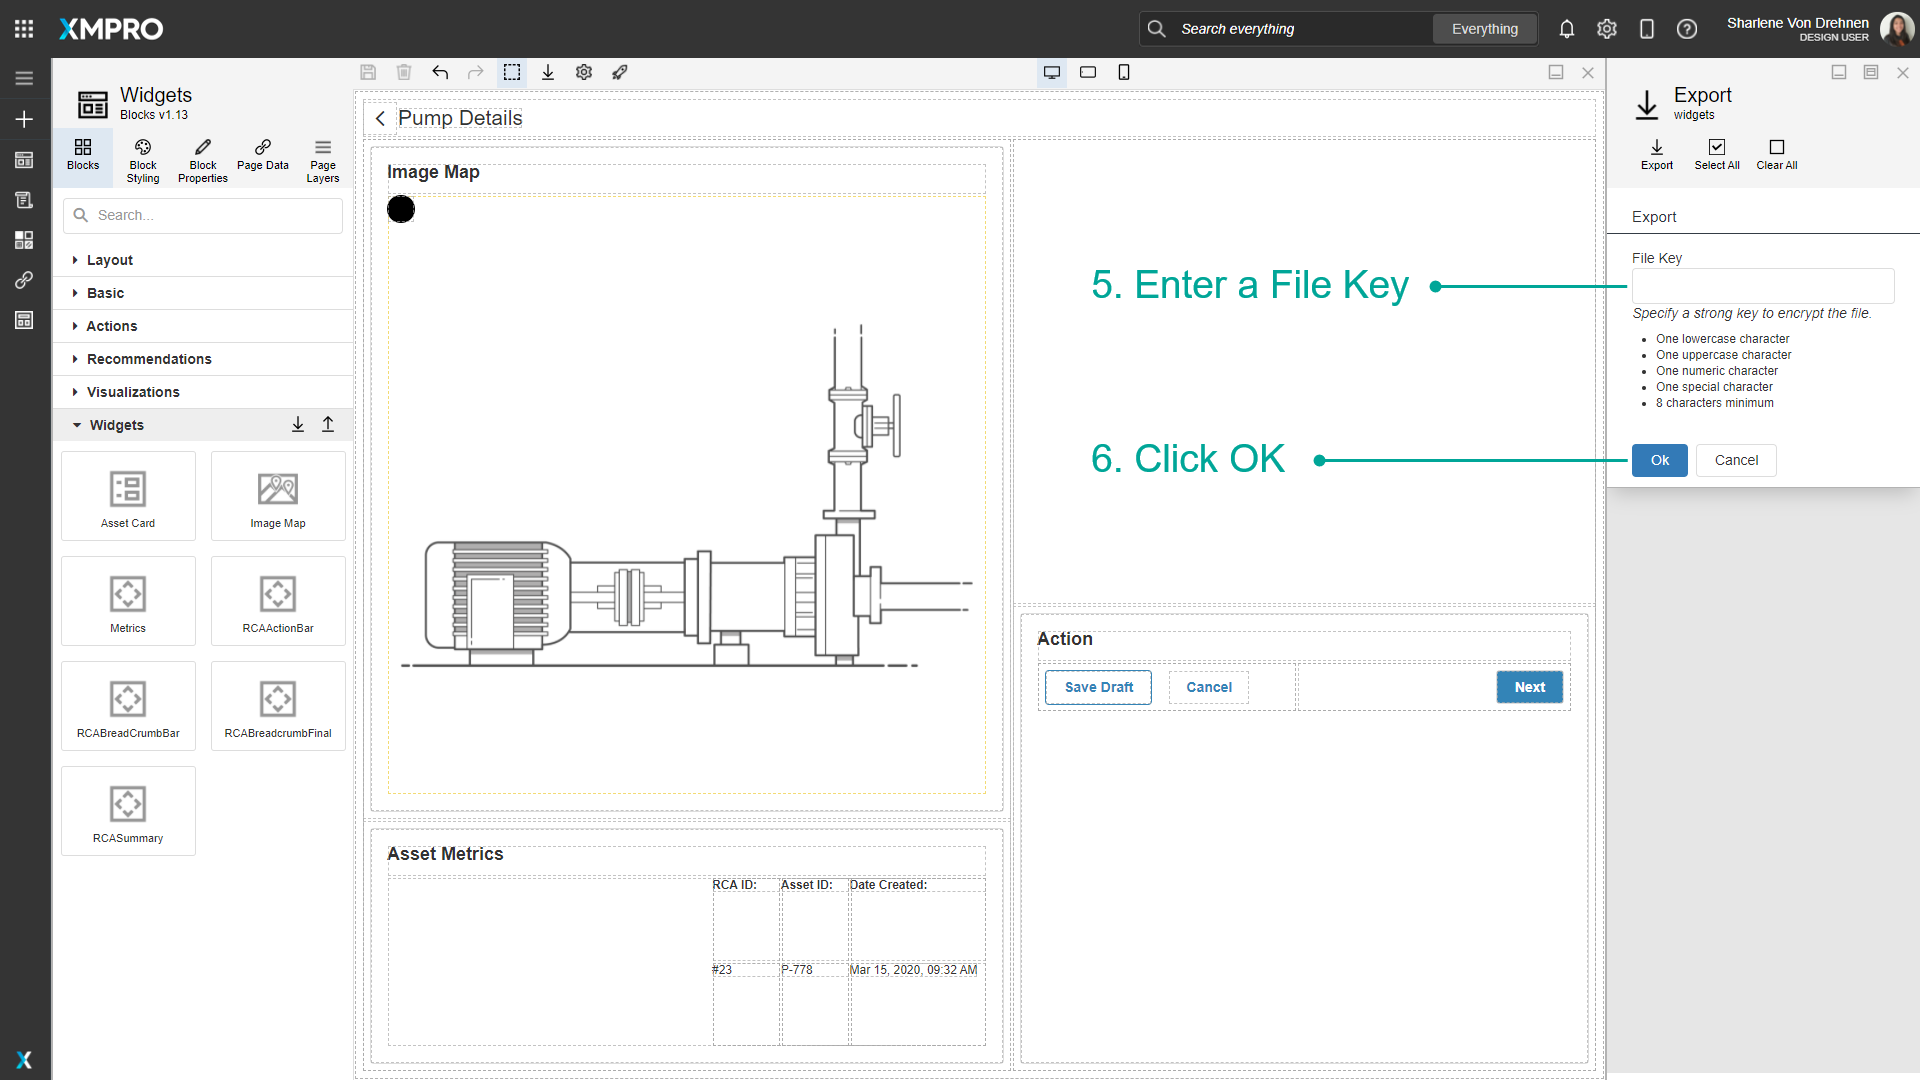 XMPRO
Search everything
Everything
Sharlene Von Drehnen
DESIGN USER
Widgets
Blocks v1.13
Blocks
Block Styling
Block Properties
Page Data
Page Layers
Search...
Layout
Basic
Actions
Recommendations
Visualizations
Widgets
Asset Card
Image Map
Metrics
RCAActionBar
RCABreadCrumbBar
RCABreadcrumbFinal
RCASummary
X
Pump Details
Image Map
Asset Metrics
RCA ID:
Asset ID:
Date Created:
#23
P-778
Mar 15, 2020, 09:32 AM
5. Enter a File Key
6. Click OK
Action
Save Draft
Cancel
Next
Export
widgets
Export
Select All
Clear All
Export
File Key
Specify a strong key to encrypt the file.
One lowercase character
One uppercase character
One numeric character
One special character
8 characters minimum
Ok
Cancel